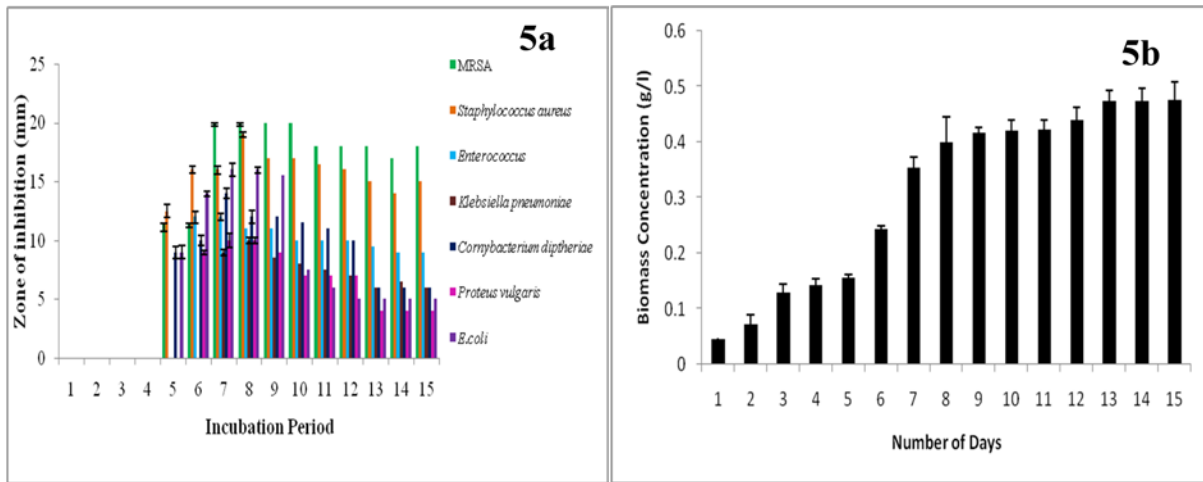 5a
Zone of inhibition (mm)
25
20
15
10
5
0
1 2 3 4 5 6 7 8 9 10 11 12 13 14 15
Incubation Period
MRSA
Staphylococcus aureus
Enterococcus
Klebsiella pneumoniae
Cornybacterium diptheriae
Proteus vulgaris
E.coli
5b
Biomass Concentration (g/l)
0.6
0.5
0.4
0.3
0.2
0.1
0
1 2 3 4 5 6 7 8 9 10 11 12 13 14 15
Number of Days